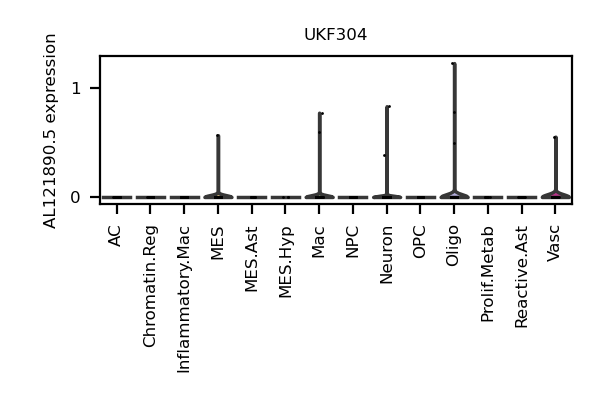 UKF304
AL121890.5 expression
1
0
AC
Chromatin.Reg
Inflammatory.Mac
MES
MES.Ast
MES.Hyp
Mac
NPC
Neuron
OPC
Oligo
Prolif.Metab
Reactive.Ast
Vasc